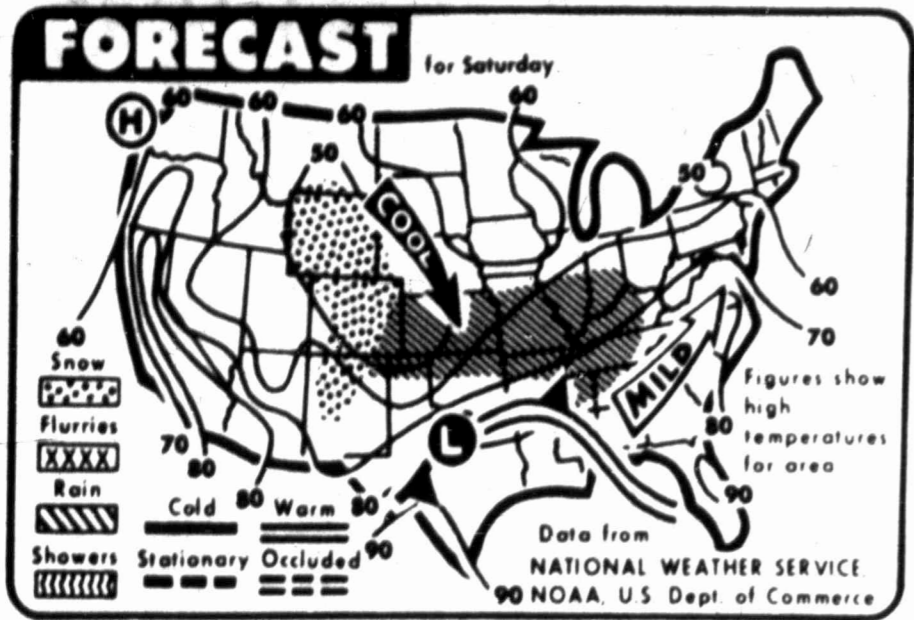 FORECAST
for Saturday
H
60
60
60
60
50
50
COOL
60
70
60
MILD
Snow
Flurries
Rain
Showers
70
80
80
80
90
90
80
90
L
Cold
Warm
Stationary
Occluded
Figures show
high
temperatures
for area
Data from
NATIONAL WEATHER SERVICE
NOAA, U.S Dept. of Commerce